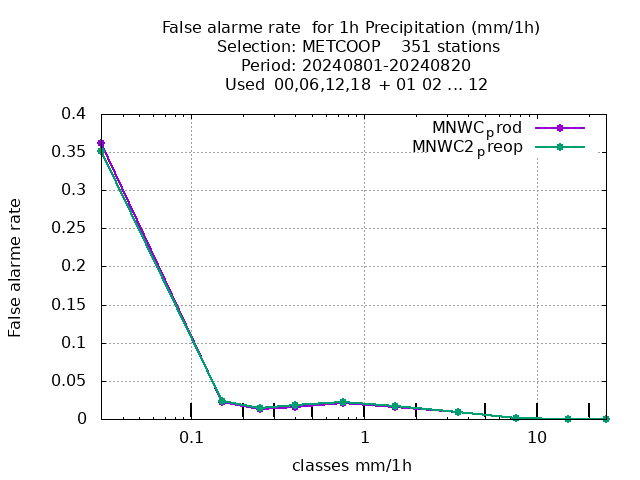 False alarme rate  for 1h Precipitation (mm/1h)
Selection: METCOOP    351 stations
Period: 20240801-20240820
Used  00,06,12,18 + 01 02 ... 12
MNWCprod
MNWC2preop
0.4
0.35
0.3
0.25
0.2
0.15
0.1
0.05
0
False alarme rate
0.1
1
10
classes mm/1h